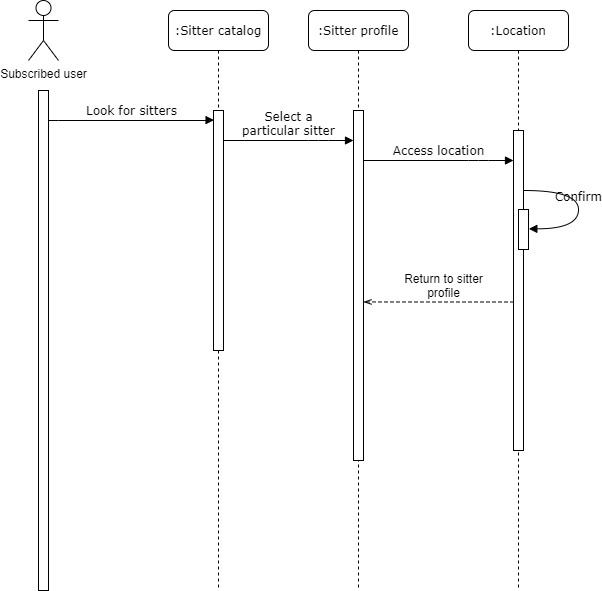 :Sitter catalog
:Sitter profile
:Location
Subscribed user
Look for sitters
Select a
particular sitter
Access location
Confirm
Return to sitter
profile